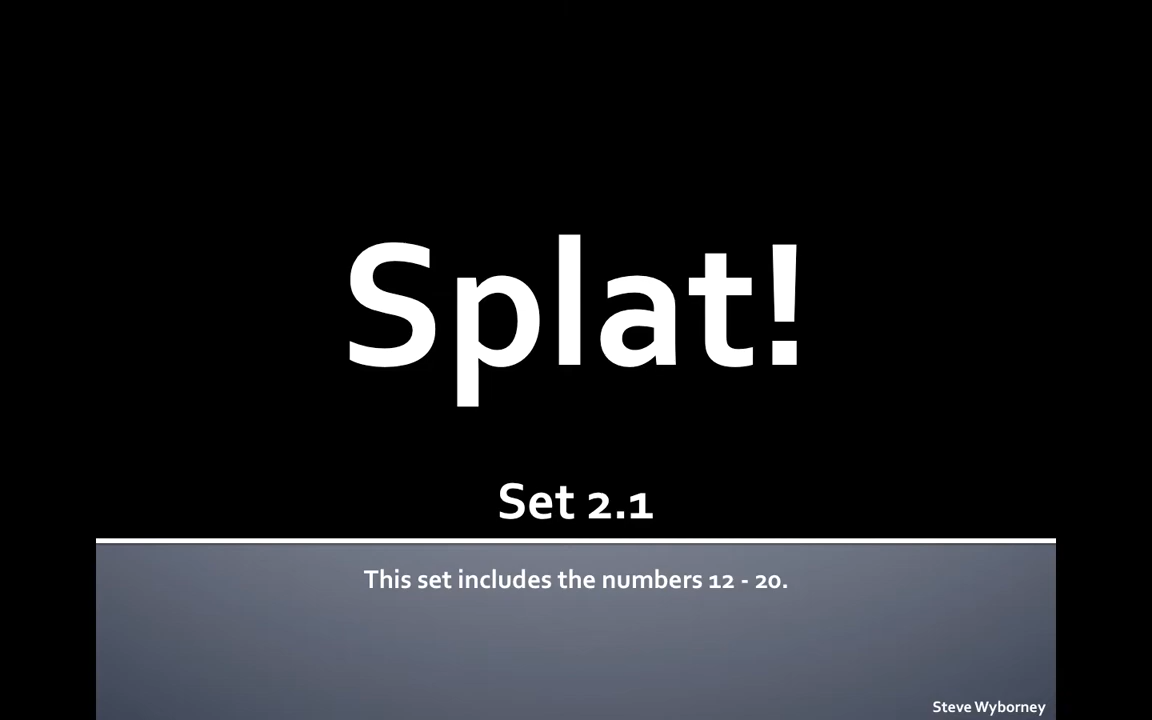 Splat!
Set 2.1
This set includes the numbers 12 - 20.
Steve Wyborney